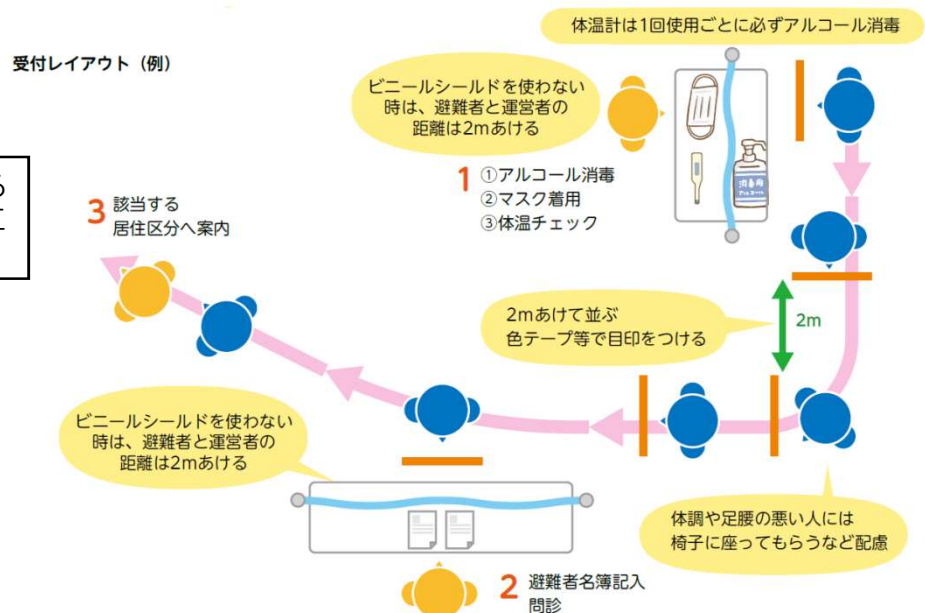 体温計は1回使用ごとに必ずアルコール消毒
受付レイアウト（例）
ビニールシールドを使わない
時は、避難者と運営者の
距離は2mあける
1 ①アルコール消毒
②マスク着用
③体温チェック
消毒用
アルコール
る
3 該当する
居住区分へ案内
2mあけて並ぶ
色テープ等で目印をつける
2m
ビニールシールドを使わない
時は、避難者と運営者の
距離は2mあける
体調や足腰の悪い人には
椅子に座ってもらうなど配慮
2 避難者名簿記入
問診